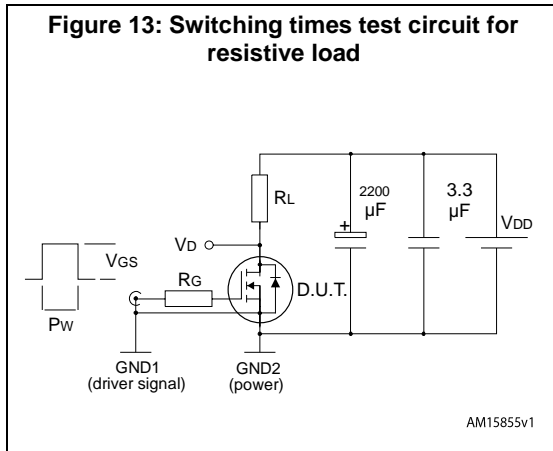 Figure 13: Switching times test circuit for
resistive load
RL
2200
µF
+
3.3
µF
VDD
VD
VGS
RG
D.U.T.
PW
GND1
(driver signal)
GND2
(power)
AM15855v1